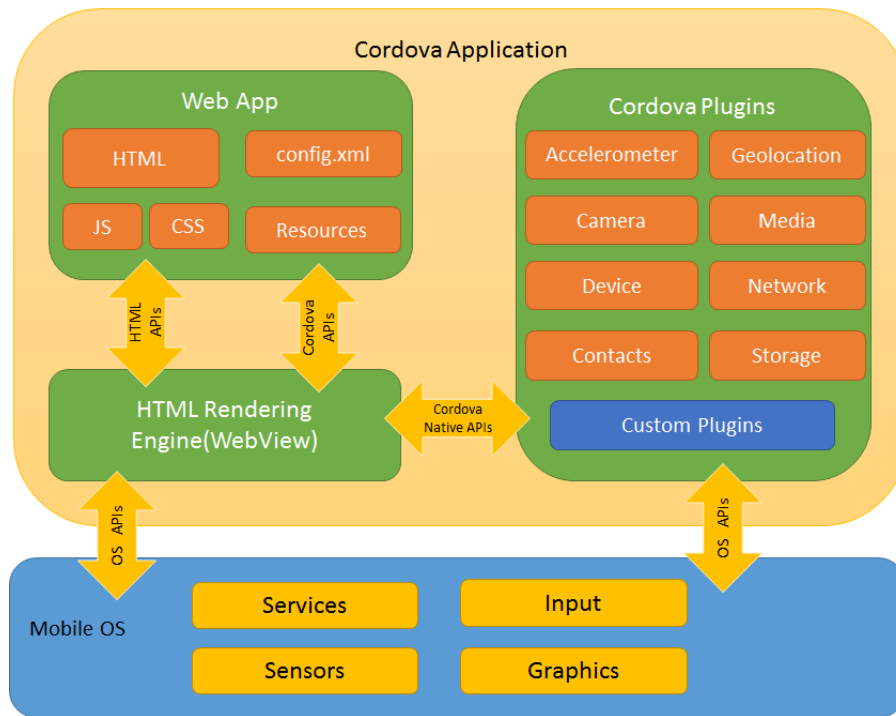 Cordova Application
Web App
HTML
config.xml
JS
CSS
Resources
HTML
APIs
Cordova
APIs
HTML Rendering
Engine(WebView)
Cordova
Native APIs
Cordova Plugins
Accelerometer
Geolocation
Camera
Media
Device
Network
Contacts
Storage
Custom Plugins
OS APIs
OS APIs
Mobile OS
Services
Input
Sensors
Graphics